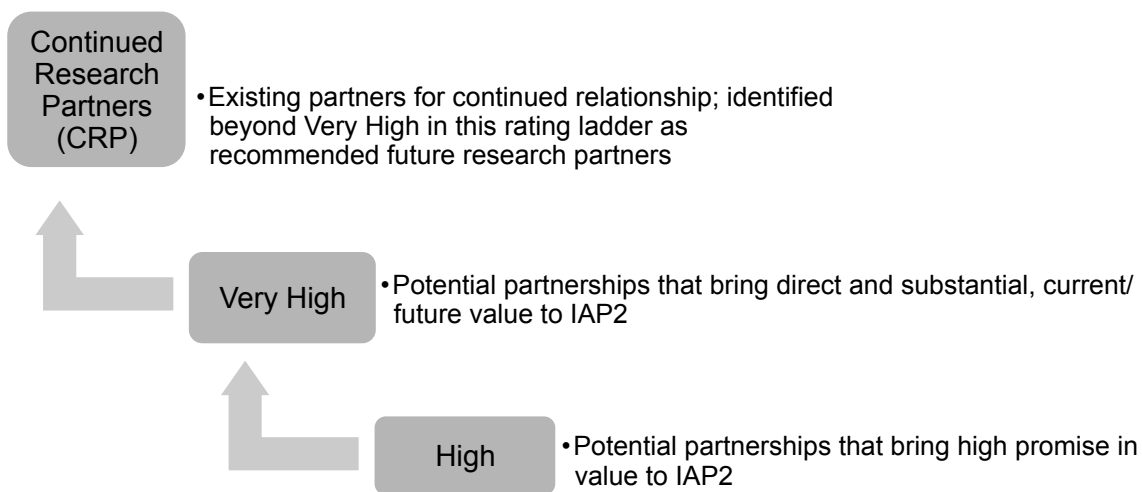 Continued
Research
Partners
(CRP)
•Existing partners for continued relationship; identified
beyond Very High in this rating ladder as
recommended future research partners
Very High
•Potential partnerships that bring direct and substantial, current/
future value to IAP2
High
•Potential partnerships that bring high promise in
value to IAP2